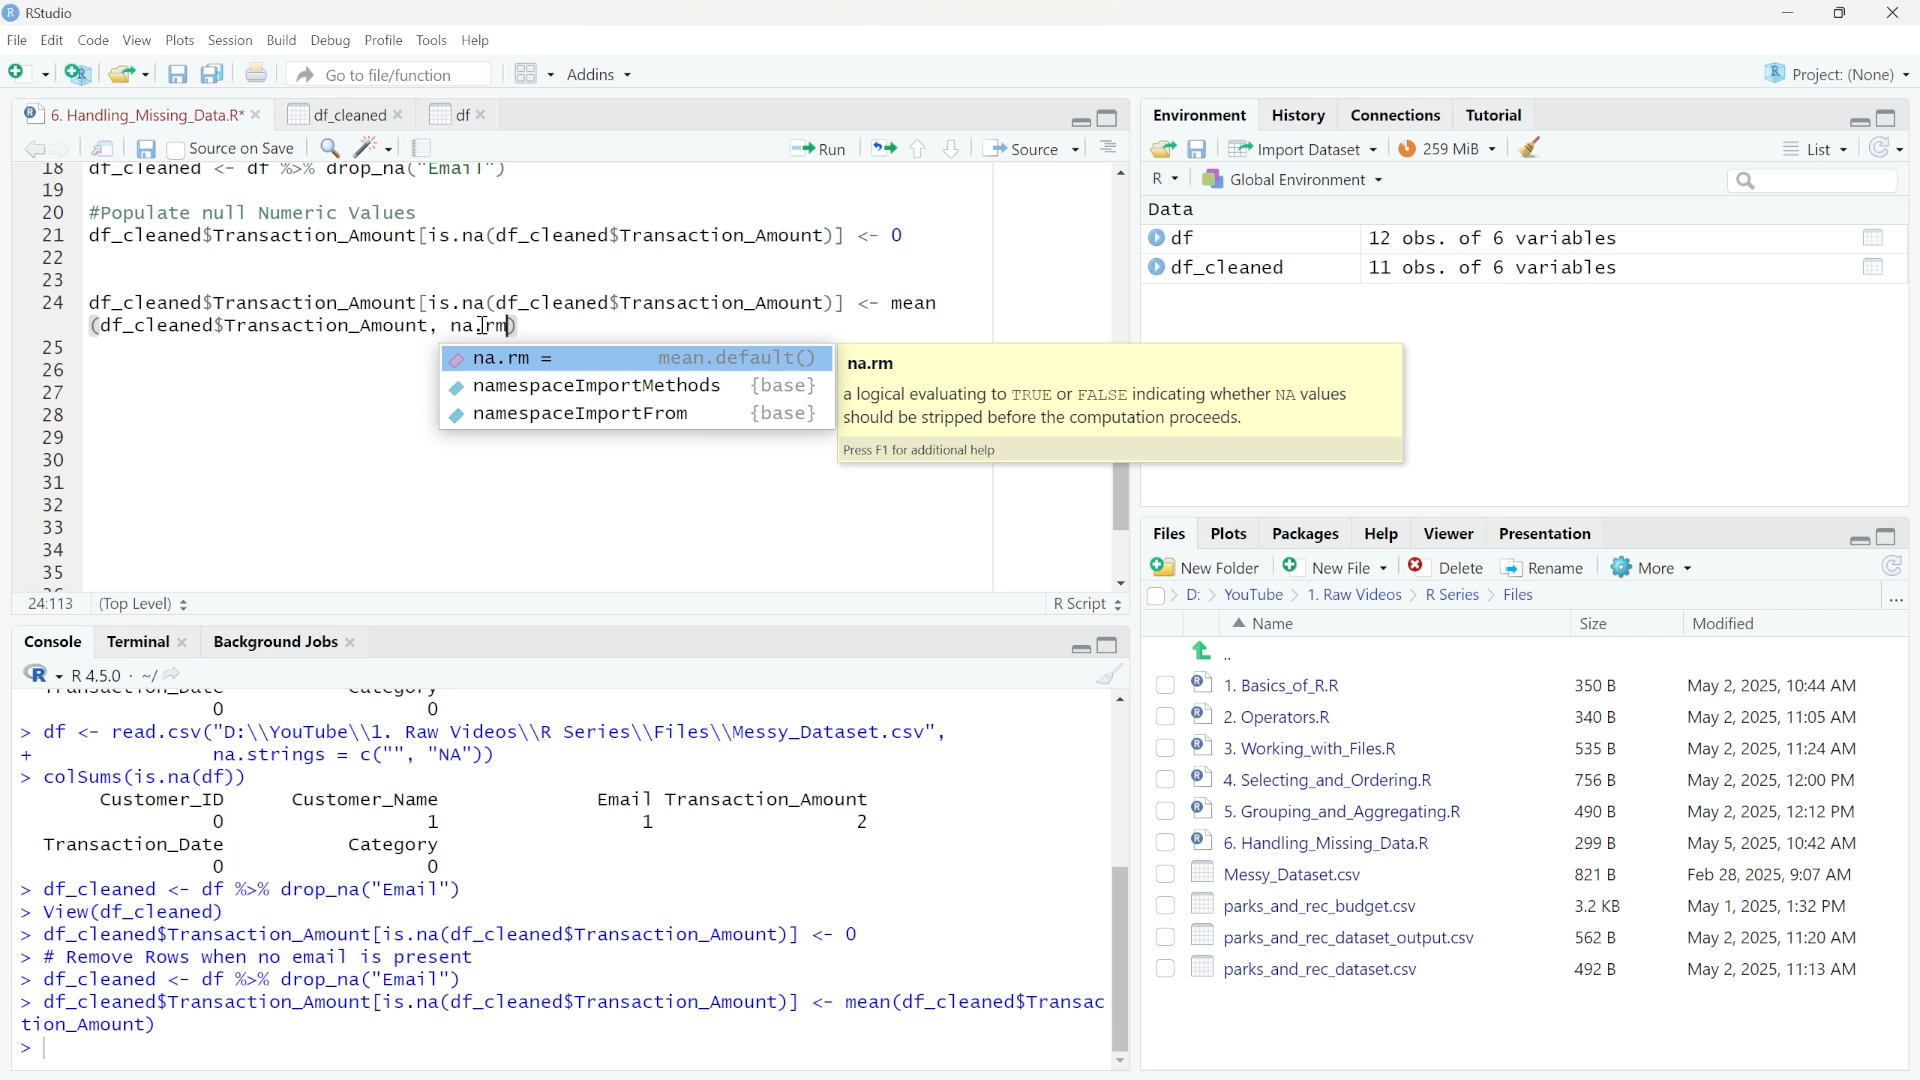 RStudio
File Edit Code View Plots Session Build Debug Profile Tools Help
Go to file/function Addins Project: (None)
6. Handling_Missing_Data.R* df_cleaned df
Source on Save Run Source
18 df_cleaned <- df %>% drop_na("Email")
19
20 #Populate null Numeric Values
21 df_cleaned$Transaction_Amount[is.na(df_cleaned$Transaction_Amount)] <- 0
22
23
24 df_cleaned$Transaction_Amount[is.na(df_cleaned$Transaction_Amount)] <- mean
(df_cleaned$Transaction_Amount, na.rm)
25
26
27
28
29
30
31
32
33
34
35
na.rm = mean.default()
namespaceImportMethods {base}
namespaceImportFrom {base}
na.rm
a logical evaluating to TRUE or FALSE indicating whether NA values
should be stripped before the computation proceeds.
Press F1 for additional help
24:113 (Top Level) R Script
Console Terminal Background Jobs
R 4.5.0 · ~/
Transaction_Date Category
0 0
> df <- read.csv("D:\\YouTube\\1. Raw Videos\\R Series\\Files\\Messy_Dataset.csv",
+ na.strings = c("", "NA"))
> colSums(is.na(df))
Customer_ID Customer_Name Email Transaction_Amount
0 1 1 2
Transaction_Date Category
0 0
> df_cleaned <- df %>% drop_na("Email")
> View(df_cleaned)
> df_cleaned$Transaction_Amount[is.na(df_cleaned$Transaction_Amount)] <- 0
> # Remove Rows when no email is present
> df_cleaned <- df %>% drop_na("Email")
> df_cleaned$Transaction_Amount[is.na(df_cleaned$Transaction_Amount)] <- mean(df_cleaned$Transac
tion_Amount)
>
Environment History Connections Tutorial
Import Dataset 259 MiB List
R Global Environment
Data
df 12 obs. of 6 variables
df_cleaned 11 obs. of 6 variables
Files Plots Packages Help Viewer Presentation
New Folder New File Delete Rename More
D: YouTube 1. Raw Videos R Series Files ...
Name Size Modified
..
1. Basics_of_R.R 350 B May 2, 2025, 10:44 AM
2. Operators.R 340 B May 2, 2025, 11:05 AM
3. Working_with_Files.R 535 B May 2, 2025, 11:24 AM
4. Selecting_and_Ordering.R 756 B May 2, 2025, 12:00 PM
5. Grouping_and_Aggregating.R 490 B May 2, 2025, 12:12 PM
6. Handling_Missing_Data.R 299 B May 5, 2025, 10:42 AM
Messy_Dataset.csv 821 B Feb 28, 2025, 9:07 AM
parks_and_rec_budget.csv 3.2 KB May 1, 2025, 1:32 PM
parks_and_rec_dataset_output.csv 562 B May 2, 2025, 11:20 AM
parks_and_rec_dataset.csv 492 B May 2, 2025, 11:13 AM